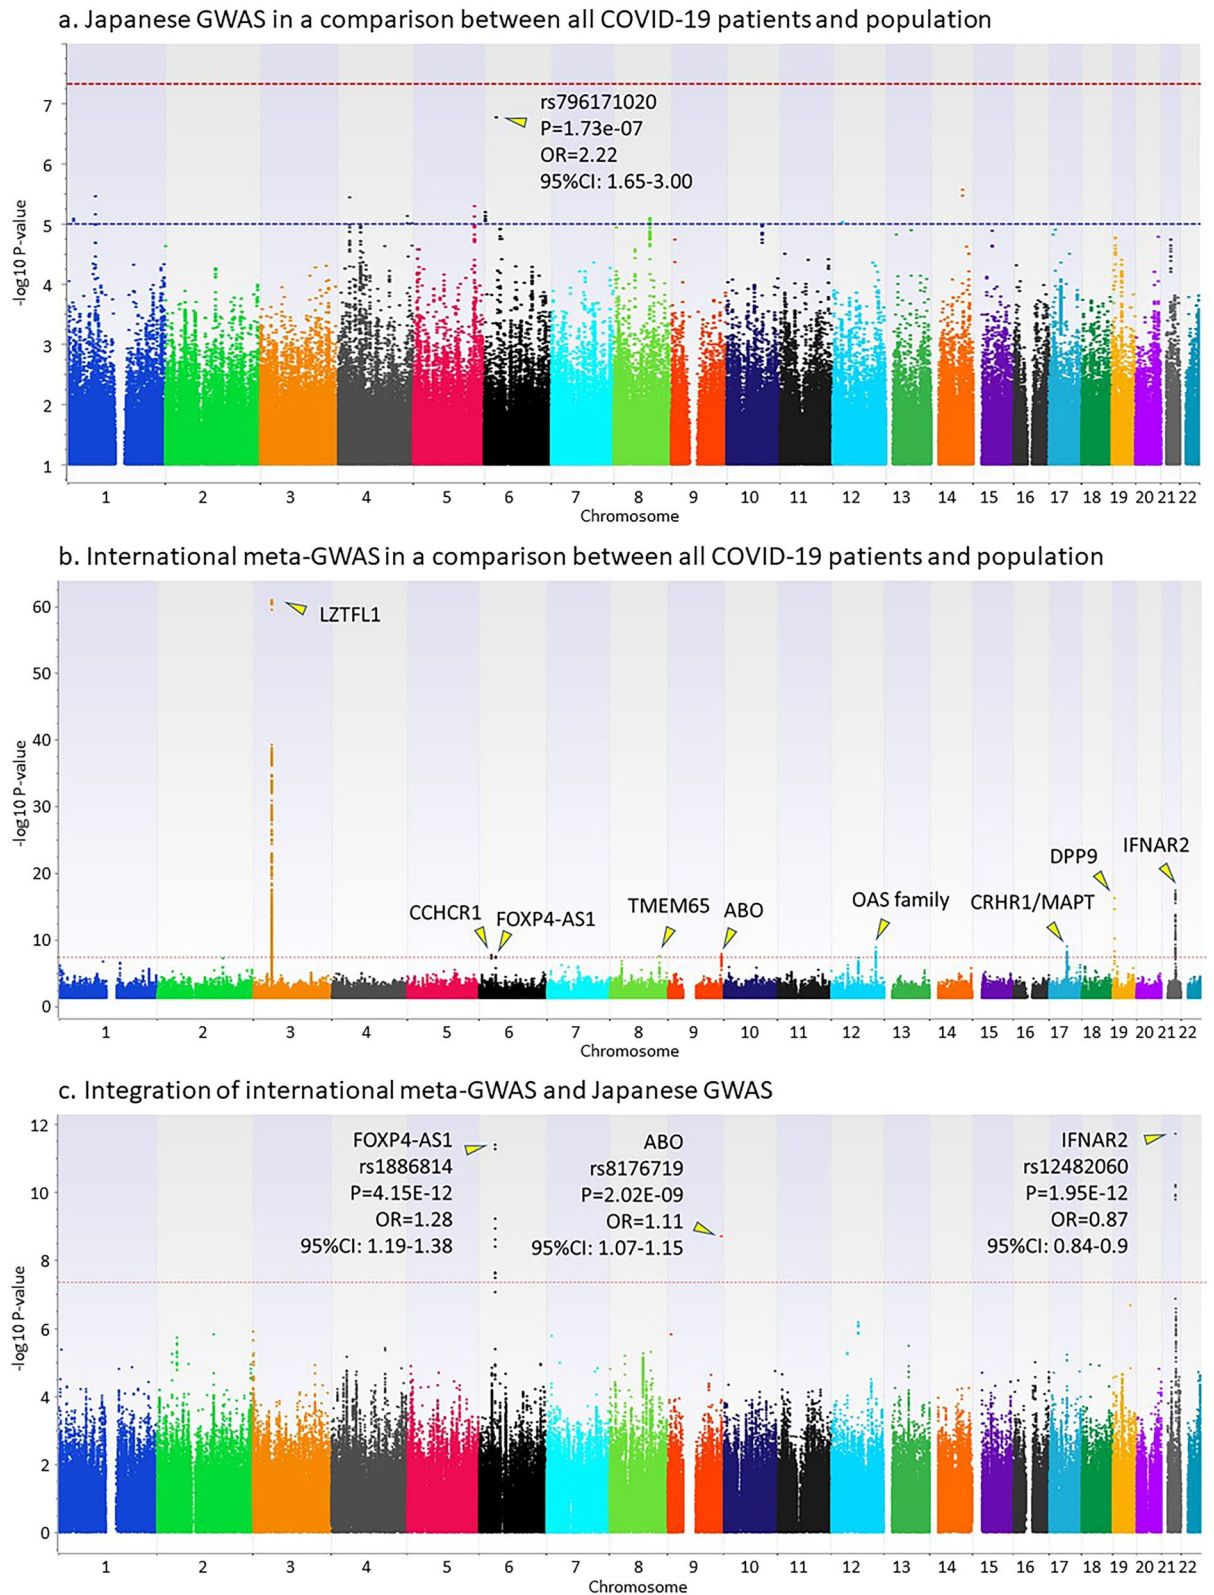 a. Japanese GWAS in a comparison between all COVID-19 patients and population
7
6
5
4
3
2
1
-log10 P-value
rs796171020
P=1.73e-07
OR=2.22
95%CI: 1.65-3.00
1 2 3 4 5 6 7 8 9 10 11 12 13 14 15 16 17 18 19 20 21 22
Chromosome
b. International meta-GWAS in a comparison between all COVID-19 patients and population
60
50
40
30
20
10
0
-log10 P-value
LZTFL1
CCHCR1
FOXP4-AS1
TMEM65
ABO
OAS family
CRHR1/MAPT
DPP9
IFNAR2
1 2 3 4 5 6 7 8 9 10 11 12 13 14 15 16 17 18 19 20 21 22
Chromosome
c. Integration of international meta-GWAS and Japanese GWAS
12
10
8
6
4
2
0
-log10 P-value
FOXP4-AS1
rs1886814
P=4.15E-12
OR=1.28
95%CI: 1.19-1.38
ABO
rs8176719
P=2.02E-09
OR=1.11
95%CI: 1.07-1.15
IFNAR2
rs12482060
P=1.95E-12
OR=0.87
95%CI: 0.84-0.9
1 2 3 4 5 6 7 8 9 10 11 12 13 14 15 16 17 18 19 20 21 22
Chromosome